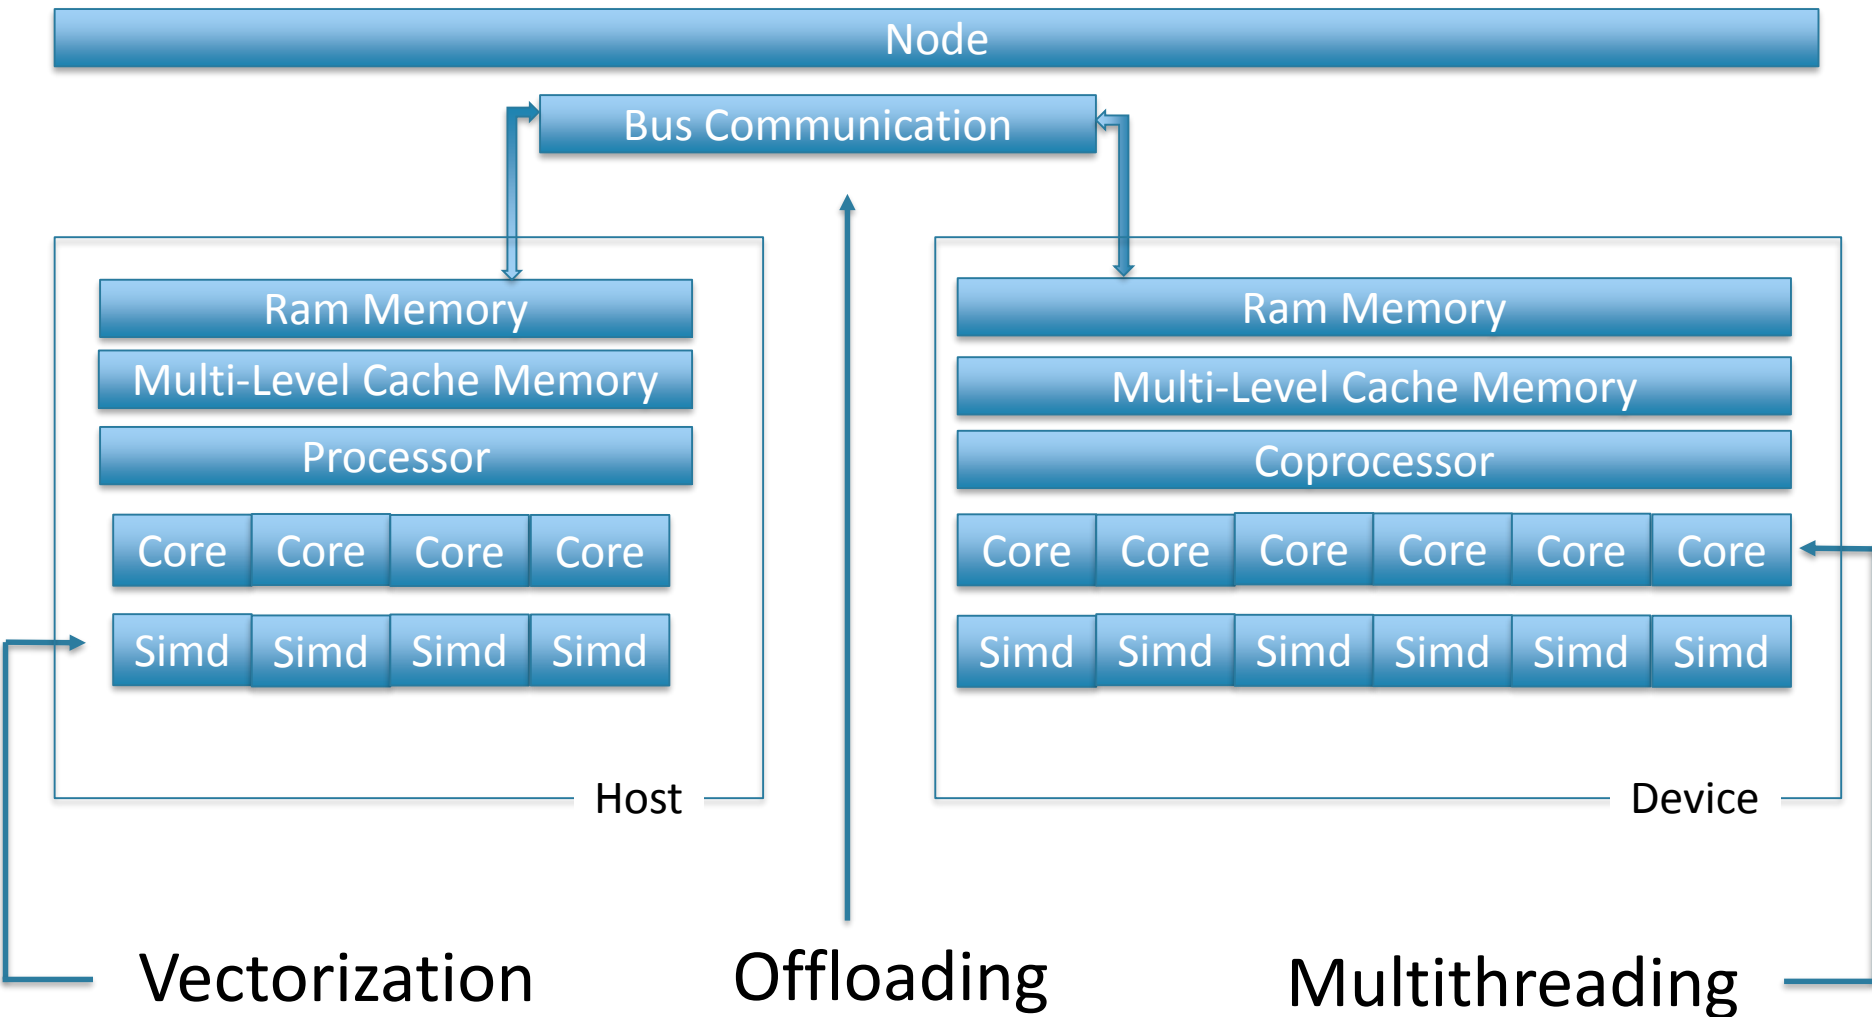 Node
Bus Communication
Ram Memory
Multi-Level Cache Memory
Processor
Core Core Core Core
Simd Simd Simd Simd
Host
Ram Memory
Multi-Level Cache Memory
Coprocessor
Core Core Core Core Core Core
Simd Simd Simd Simd Simd Simd
Device
Vectorization
Offloading
Multithreading